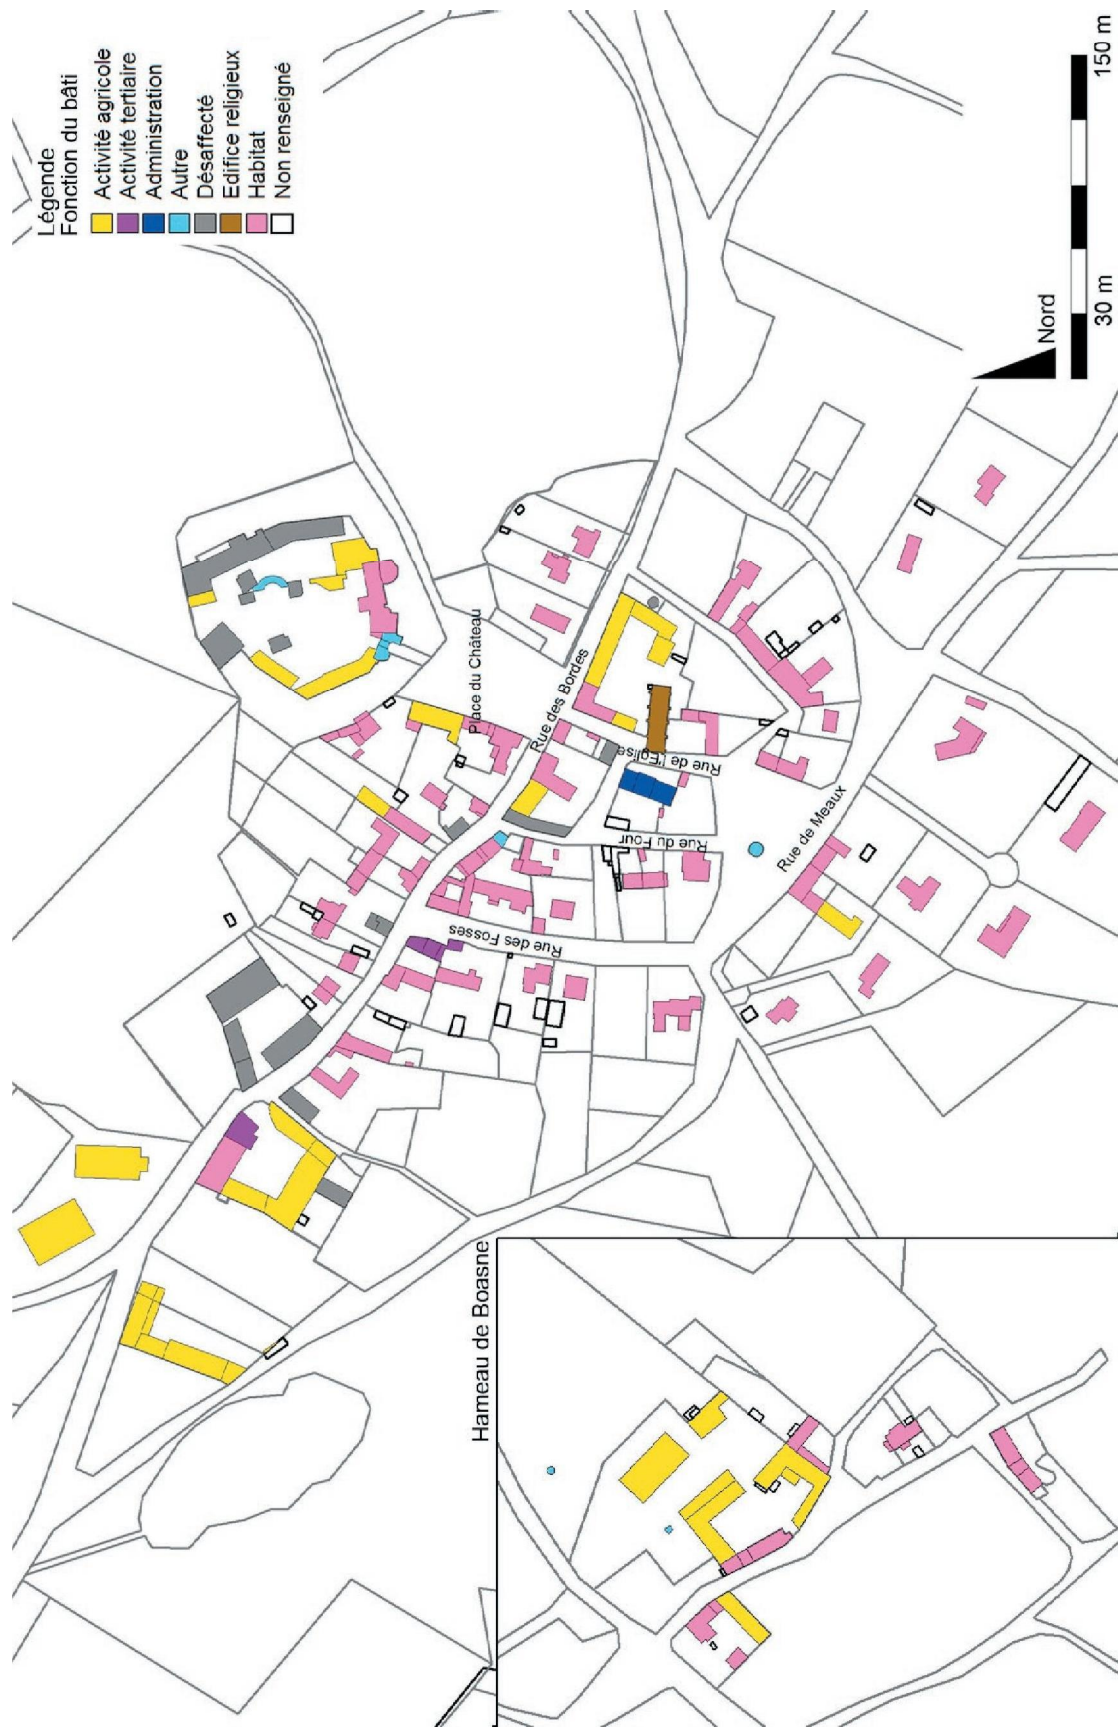 Légende
Fonction du bâti
Activité agricole
Activité tertiaire
Administration
Autre
Désaffecté
Edifice religieux
Habitat
Non renseigné
Place du Château
Rue des Bordes
Rue de l'Eglise
Rue du Four
Rue des Fosses
Rue de Meaux
Hameau de Boasne
Nord
30 m
150 m